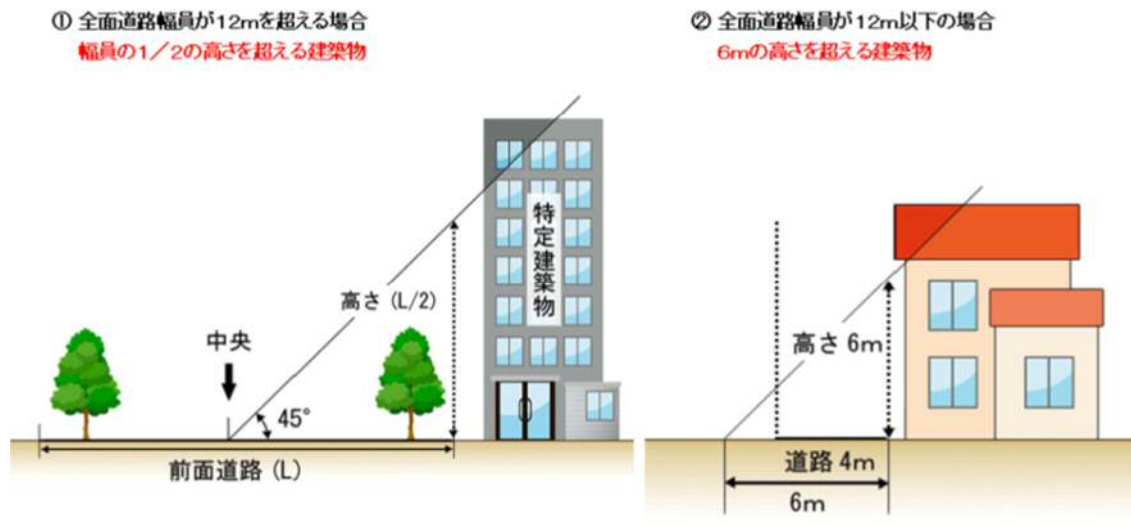 ① 全面道路幅員が12mを超える場合
幅員の1／2の高さを超える建築物
特定建築物
高さ (L/2)
中央
45°
前面道路 (L)
② 全面道路幅員が12m以下の場合
6mの高さを超える建築物
高さ 6m
道路 4m
6m